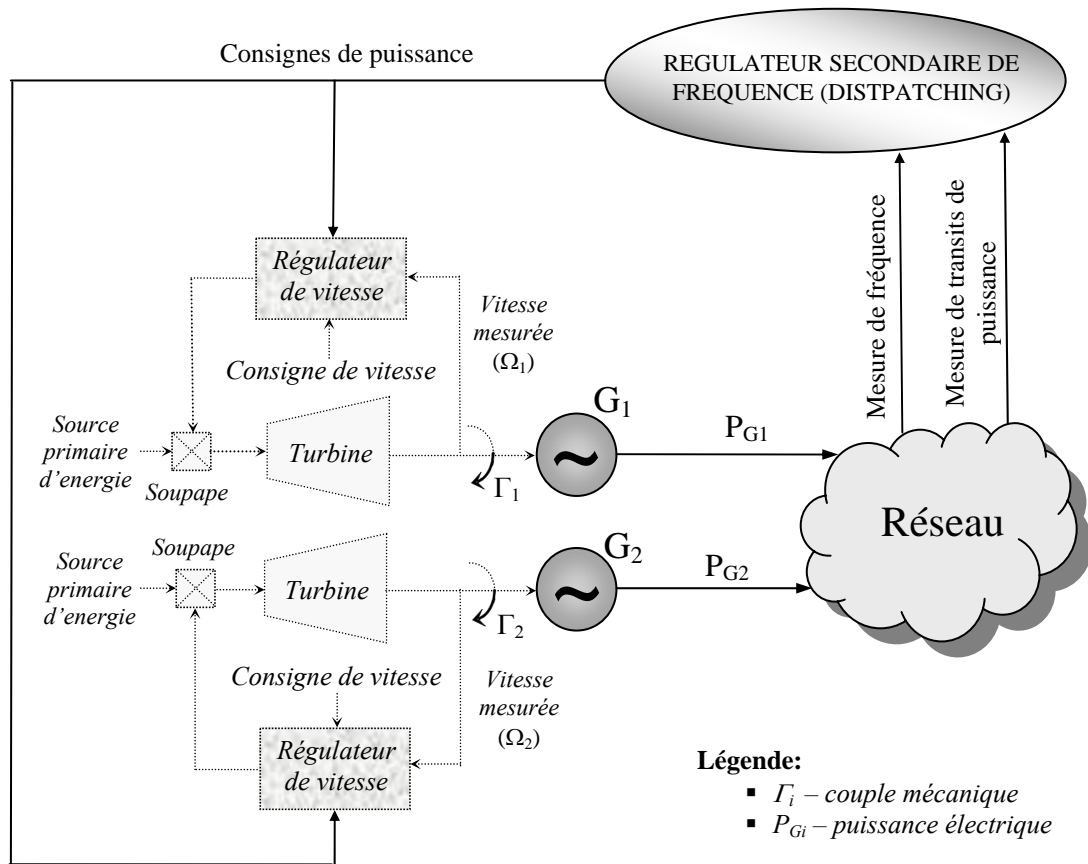 Consignes de puissance
REGULATEUR SECONDAIRE DE
FREQUENCE (DISTPATCHING)
Mesure de fréquence
Mesure de transits de
puissance
Régulateur
de vitesse
Vitesse
mesurée
(Ω1)
Consigne de vitesse
Source
primaire
d'energie
Soupape
Turbine
Γ1
G1
~
PG1
Réseau
Soupape
Source
primaire
d'energie
Turbine
Γ2
G2
~
PG2
Consigne de vitesse
Vitesse
mesurée
(Ω2)
Régulateur
de vitesse
Légende:
▪ Γi – couple mécanique
▪ PGi – puissance électrique